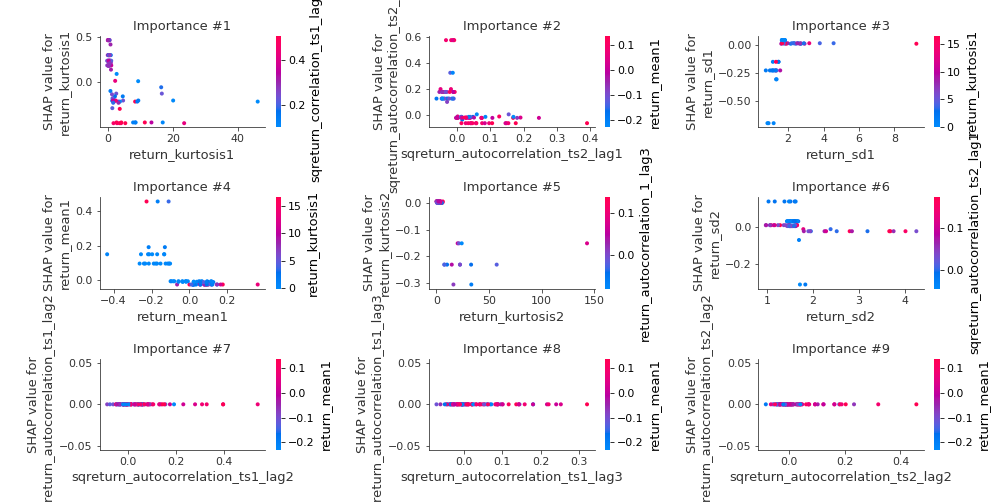 Importance #1
0.5
0.0
0
20
40
return_kurtosis1
SHAP value for
return_kurtosis1
0.4
0.2
sqreturn_correlation_ts1_lag
Importance #2
0.6
0.4
0.2
0.0
0.0
0.1
0.2
0.3
0.4
sqreturn_autocorrelation_ts2_lag1
SHAP value for
sqreturn_autocorrelation_ts2_
0.1
0.0
−0.1
−0.2
return_mean1
Importance #3
0.00
−0.25
−0.50
2
4
6
8
return_sd1
SHAP value for
return_sd1
15
10
5
0
return_kurtosis1
Importance #4
0.4
0.2
0.0
−0.4
−0.2
0.0
0.2
return_mean1
SHAP value for
return_mean1
15
10
5
0
return_kurtosis1
Importance #5
0.0
−0.1
−0.2
−0.3
0
50
100
150
return_kurtosis2
SHAP value for
return_kurtosis2
0.1
0.0
return_autocorrelation_1_lag3
Importance #6
0.0
−0.2
1
2
3
4
return_sd2
SHAP value for
return_sd2
0.1
0.0
sqreturn_autocorrelation_ts2_lag
Importance #7
0.05
0.00
−0.05
0.0
0.2
0.4
sqreturn_autocorrelation_ts1_lag2
SHAP value for
return_autocorrelation_ts1_lag2
0.1
0.0
−0.1
−0.2
return_mean1
Importance #8
0.05
0.00
−0.05
0.0
0.1
0.2
0.3
sqreturn_autocorrelation_ts1_lag3
SHAP value for
return_autocorrelation_ts1_lag3
0.1
0.0
−0.1
−0.2
return_mean1
Importance #9
0.05
0.00
−0.05
0.0
0.2
0.4
sqreturn_autocorrelation_ts2_lag2
SHAP value for
return_autocorrelation_ts2_lag2
0.1
0.0
−0.1
−0.2
return_mean1